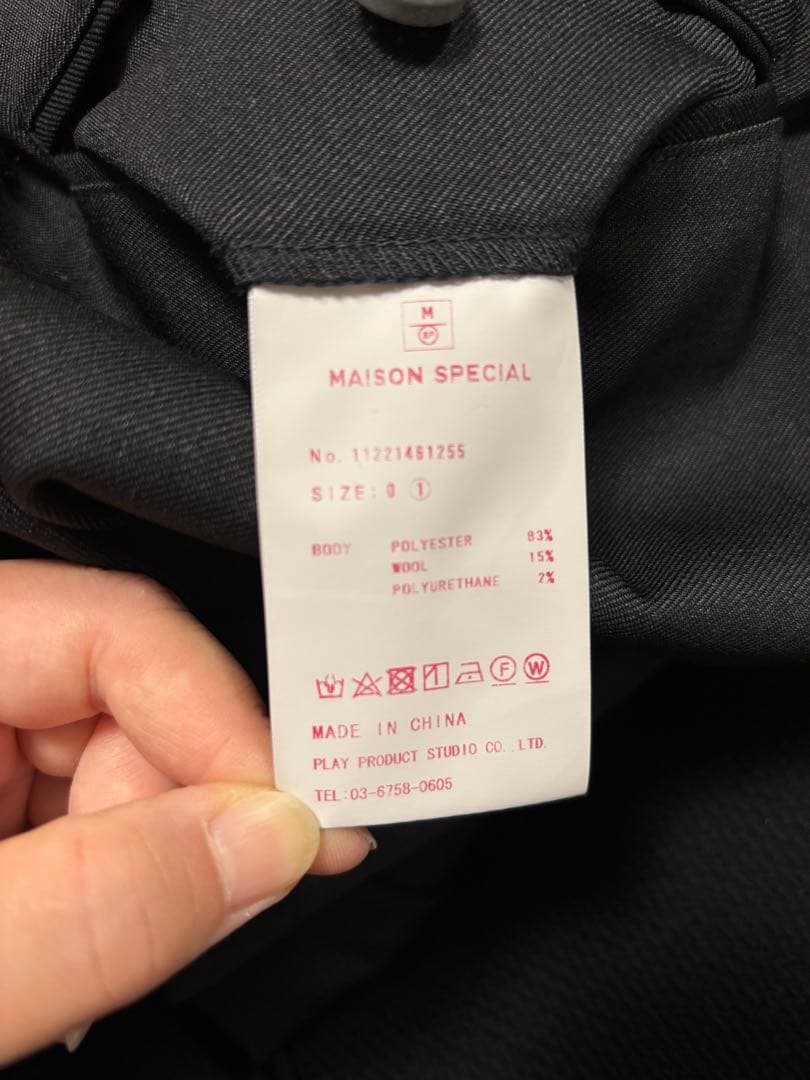 M
SP
MAISON SPECIAL
No. 11221461255
SIZE: 0 ①
BODY POLYESTER 83%
WOOL 15%
POLYURETHANE 2%
F W
MADE IN CHINA
PLAY PRODUCT STUDIO CO., LTD.
TEL:03-6758-0605